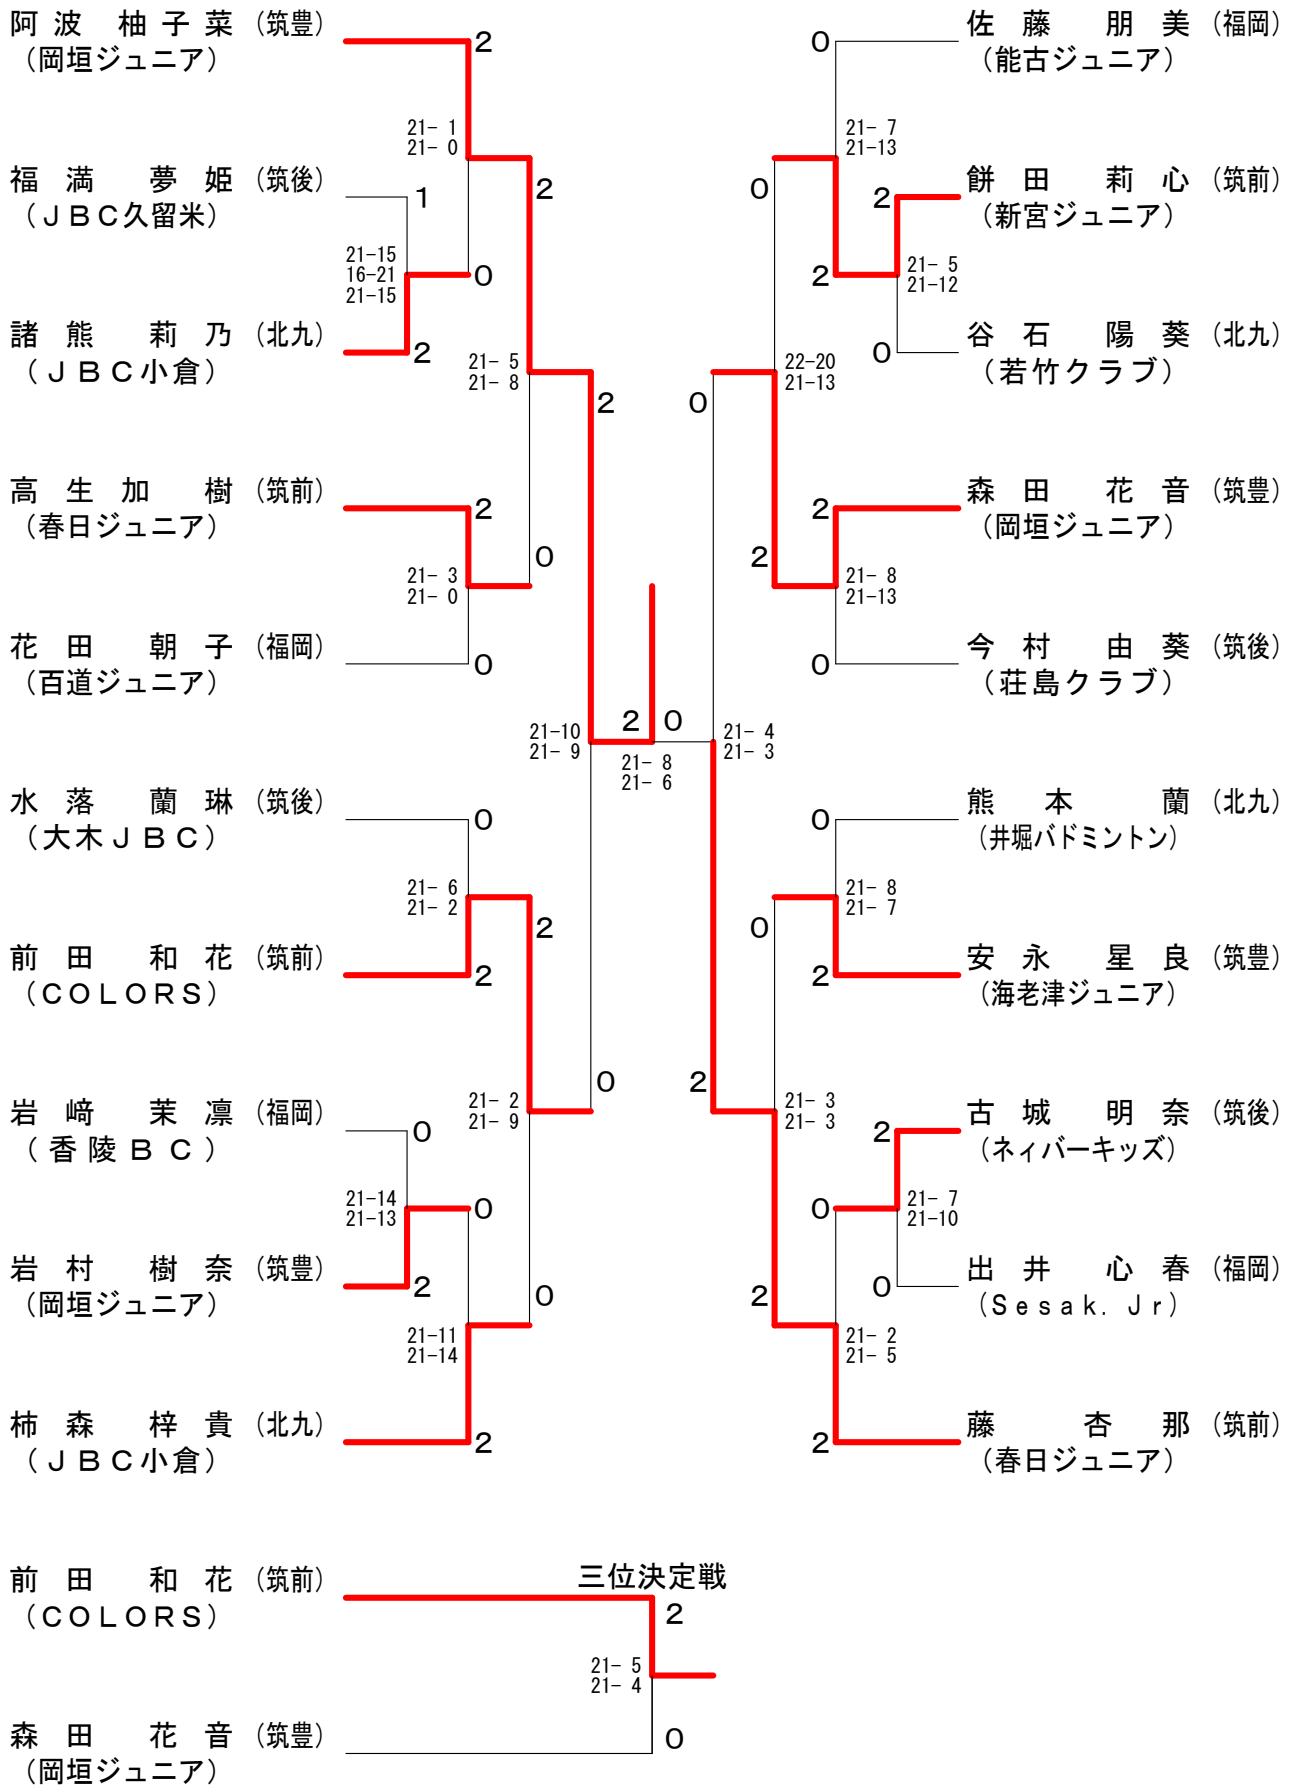 阿波 柚子菜 (筑豊)
(岡垣ジュニア)
2
21- 1
21- 0
福満 夢姫 (筑後)
(JBC久留米)
1
2
21-15
16-21
21-15
0
諸熊 莉乃 (北九)
(JBC小倉)
2
21- 5
21- 8
2
高生加 樹 (筑前)
(春日ジュニア)
2
0
21- 3
21- 0
花田 朝子 (福岡)
(百道ジュニア)
0
21-10
21- 9
2 0
21- 8
21- 6
水落 蘭琳 (筑後)
(大木JBC)
0
21- 6
21- 2
2
前田 和花 (筑前)
(COLORS)
2
岩﨑 茉凛 (福岡)
(香陵BC)
0
21- 2
21- 9
0
21-14
21-13
0
岩村 樹奈 (筑豊)
(岡垣ジュニア)
2
0
21-11
21-14
柿森 梓貴 (北九)
(JBC小倉)
2
佐藤 朋美 (福岡)
(能古ジュニア)
0
21- 7
21-13
0
餅田 莉心 (筑前)
(新宮ジュニア)
2
21- 5
21-12
2
谷石 陽葵 (北九)
(若竹クラブ)
0
22-20
21-13
0
森田 花音 (筑豊)
(岡垣ジュニア)
2
2
21- 8
21-13
今村 由葵 (筑後)
(荘島クラブ)
0
21- 4
21- 3
熊本 蘭 (北九)
(井堀バドミントン)
0
21- 8
21- 7
0
安永 星良 (筑豊)
(海老津ジュニア)
2
2
21- 3
21- 3
古城 明奈 (筑後)
(ネィバーキッズ)
2
21- 7
21-10
0
出井 心春 (福岡)
(Sesak. Jr)
0
2
21- 2
21- 5
藤 杏那 (筑前)
(春日ジュニア)
2
三位決定戦
前田 和花 (筑前)
(COLORS)
2
21- 5
21- 4
森田 花音 (筑豊)
(岡垣ジュニア)
0